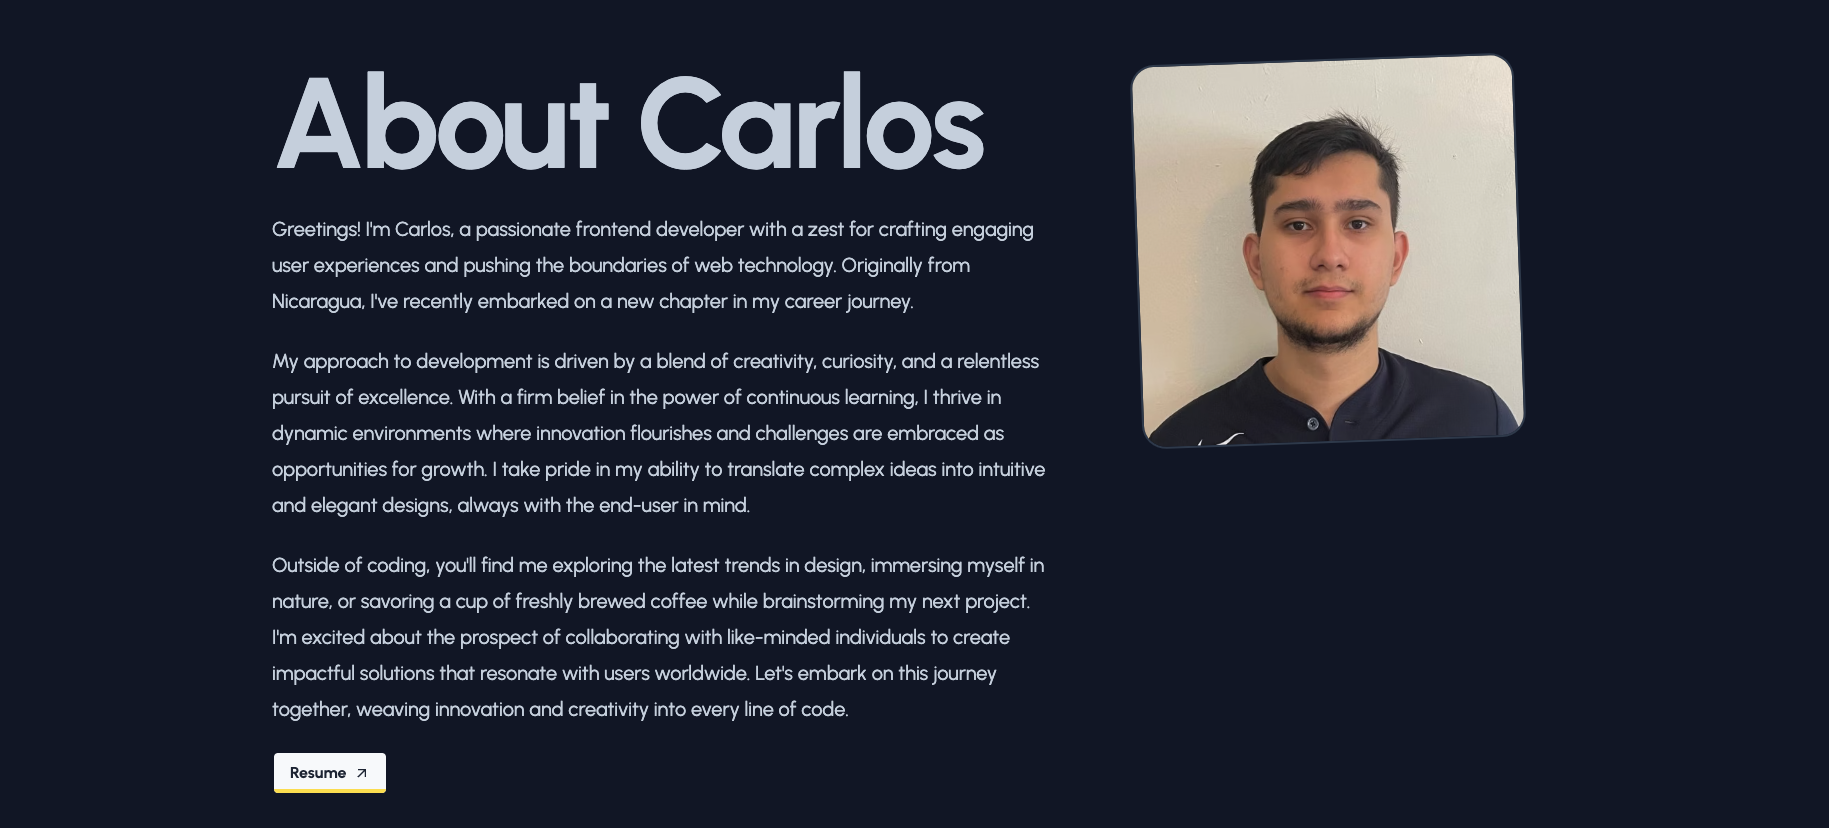 About Carlos
Greetings! I'm Carlos, a passionate frontend developer with a zest for crafting engaging
user experiences and pushing the boundaries of web technology. Originally from
Nicaragua, I've recently embarked on a new chapter in my career journey.
My approach to development is driven by a blend of creativity, curiosity, and a relentless
pursuit of excellence. With a firm belief in the power of continuous learning, I thrive in
dynamic environments where innovation flourishes and challenges are embraced as
opportunities for growth. I take pride in my ability to translate complex ideas into intuitive
and elegant designs, always with the end-user in mind.
Outside of coding, you'll find me exploring the latest trends in design, immersing myself in
nature, or savoring a cup of freshly brewed coffee while brainstorming my next project.
I'm excited about the prospect of collaborating with like-minded individuals to create
impactful solutions that resonate with users worldwide. Let's embark on this journey
together, weaving innovation and creativity into every line of code.
Resume